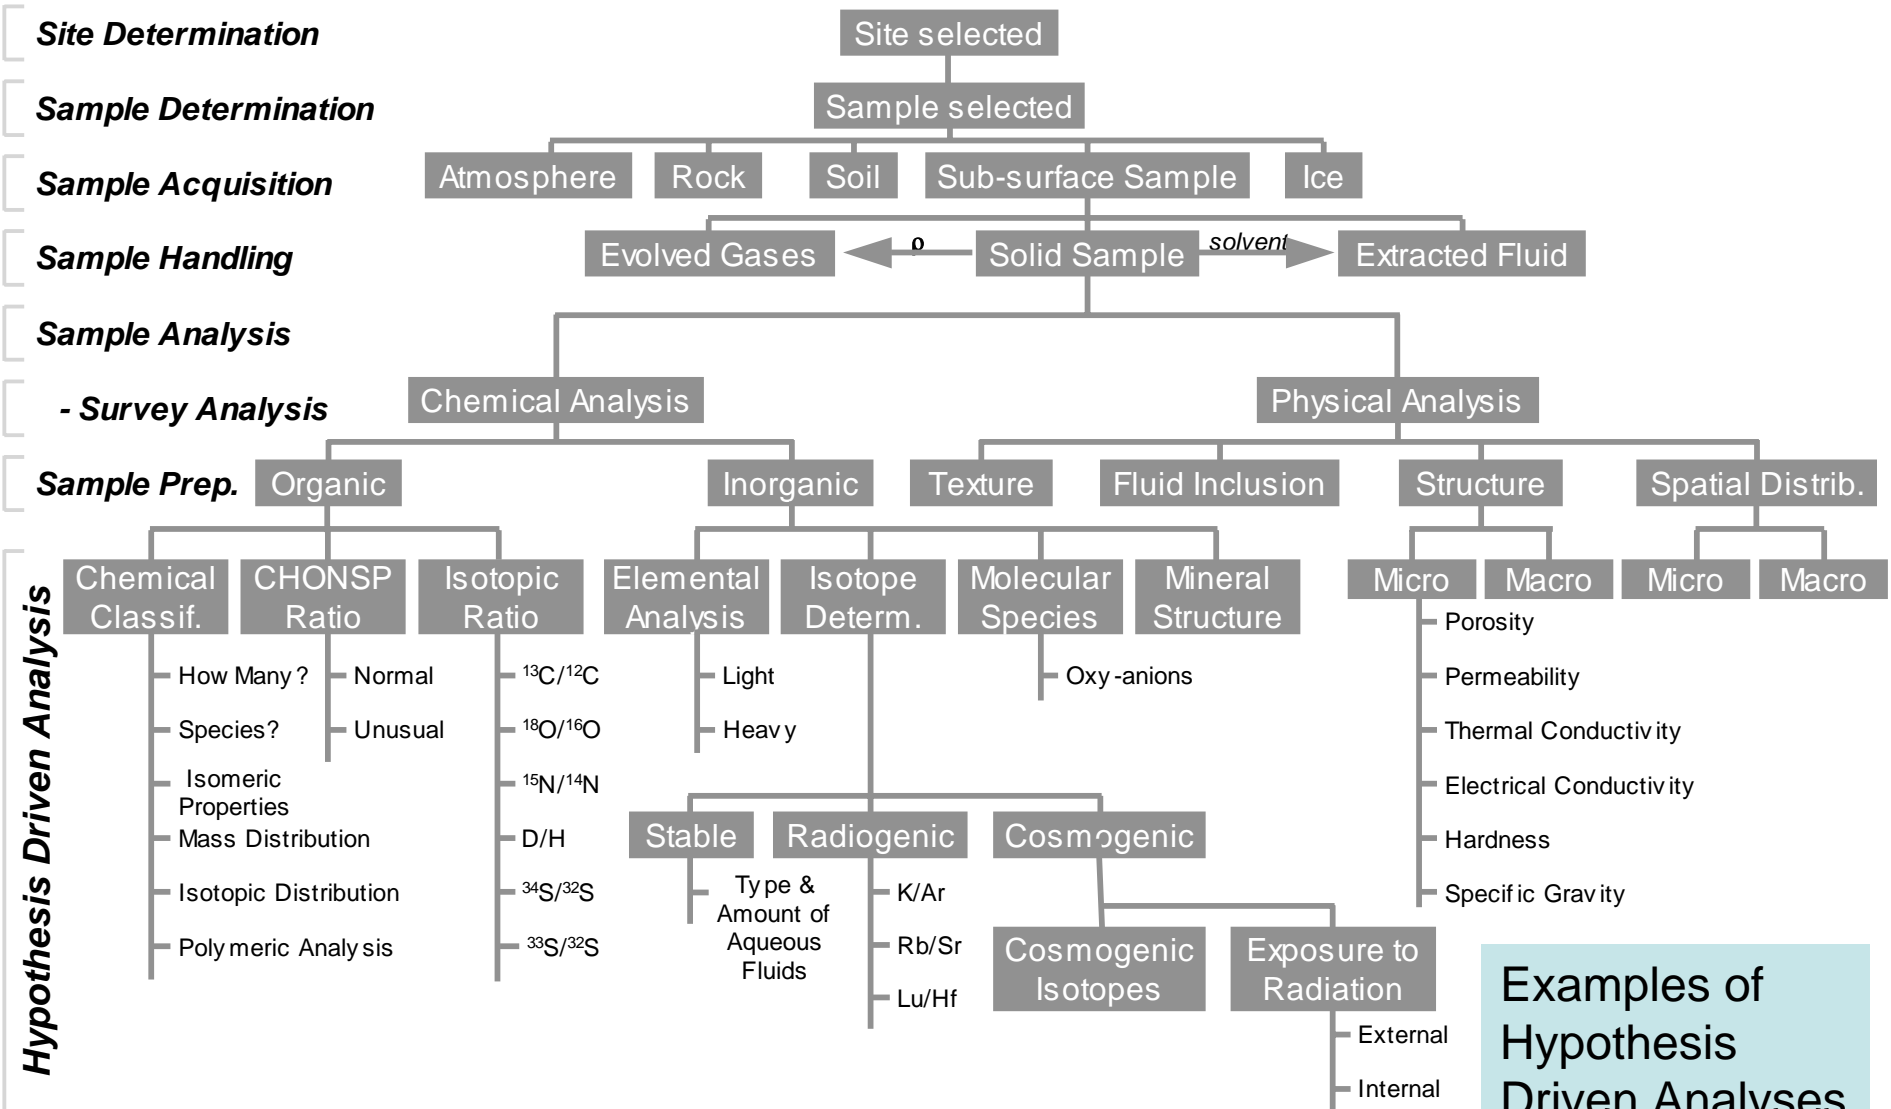 Site Determination
Site selected
Sample Determination
Sample selected
Sample Acquisition
Atmosphere
Rock
Soil
Sub-surface Sample
Ice
Sample Handling
Evolved Gases
ρ
Solid Sample
solvent
Extracted Fluid
Sample Analysis
- Survey Analysis
Chemical Analysis
Physical Analysis
Sample Prep.
Organic
Inorganic
Texture
Fluid Inclusion
Structure
Spatial Distrib.
Hypothesis Driven Analysis
Chemical
Classif.
CHONSP
Ratio
Isotopic
Ratio
Elemental
Analysis
Isotope
Determ.
Molecular
Species
Mineral
Structure
Micro
Macro
Micro
Macro
How Many?
Species?
Isomeric
Properties
Mass Distribution
Isotopic Distribution
Polymeric Analysis
Normal
Unusual
¹³C/¹²C
¹⁸O/¹⁶O
¹⁵N/¹⁴N
D/H
³⁴S/³²S
³³S/³²S
Light
Heavy
Oxy-anions
Porosity
Permeability
Thermal Conductivity
Electrical Conductivity
Hardness
Specific Gravity
Stable
Radiogenic
Cosmogenic
Type &
Amount of
Aqueous
Fluids
K/Ar
Rb/Sr
Lu/Hf
Cosmogenic
Isotopes
Exposure to
Radiation
External
Internal
Examples of
Hypothesis
Driven Analyses